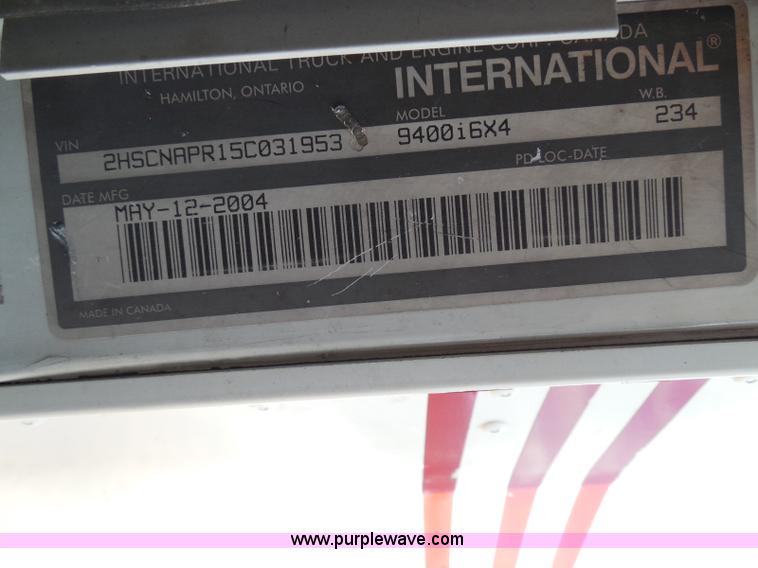 INTERNATIONAL TRUCK AND ENGINE CORP. CANADA
HAMILTON, ONTARIO
INTERNATIONAL®
VIN
2HSCNAPR15C031953
MODEL
9400i6X4
W.B.
234
DATE MFG
MAY-12-2004
PD-LOC-DATE
MADE IN CANADA
www.purplewave.com